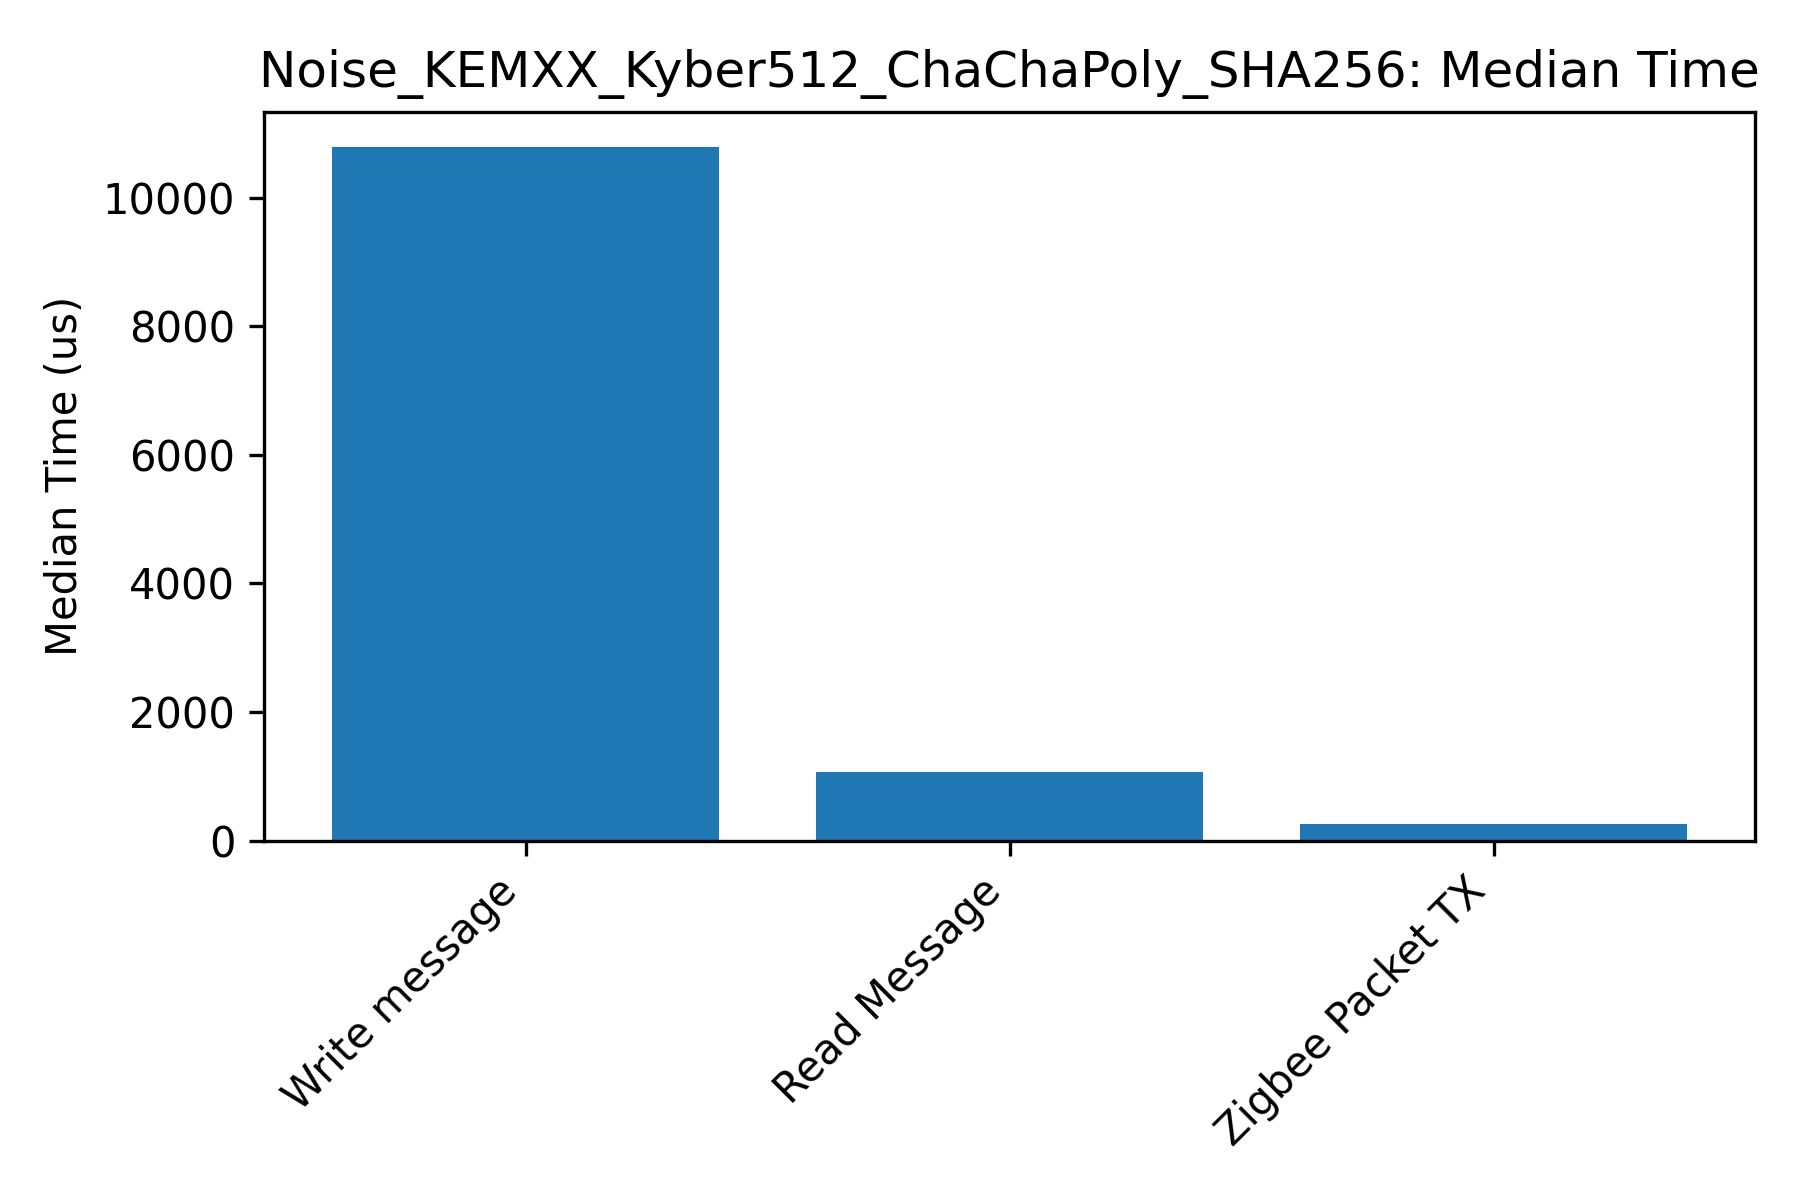 Noise_KEMXX_Kyber512_ChaChaPoly_SHA256: Median Time
Median Time (us)
10000
8000
6000
4000
2000
0
Write message
Read Message
Zigbee Packet TX